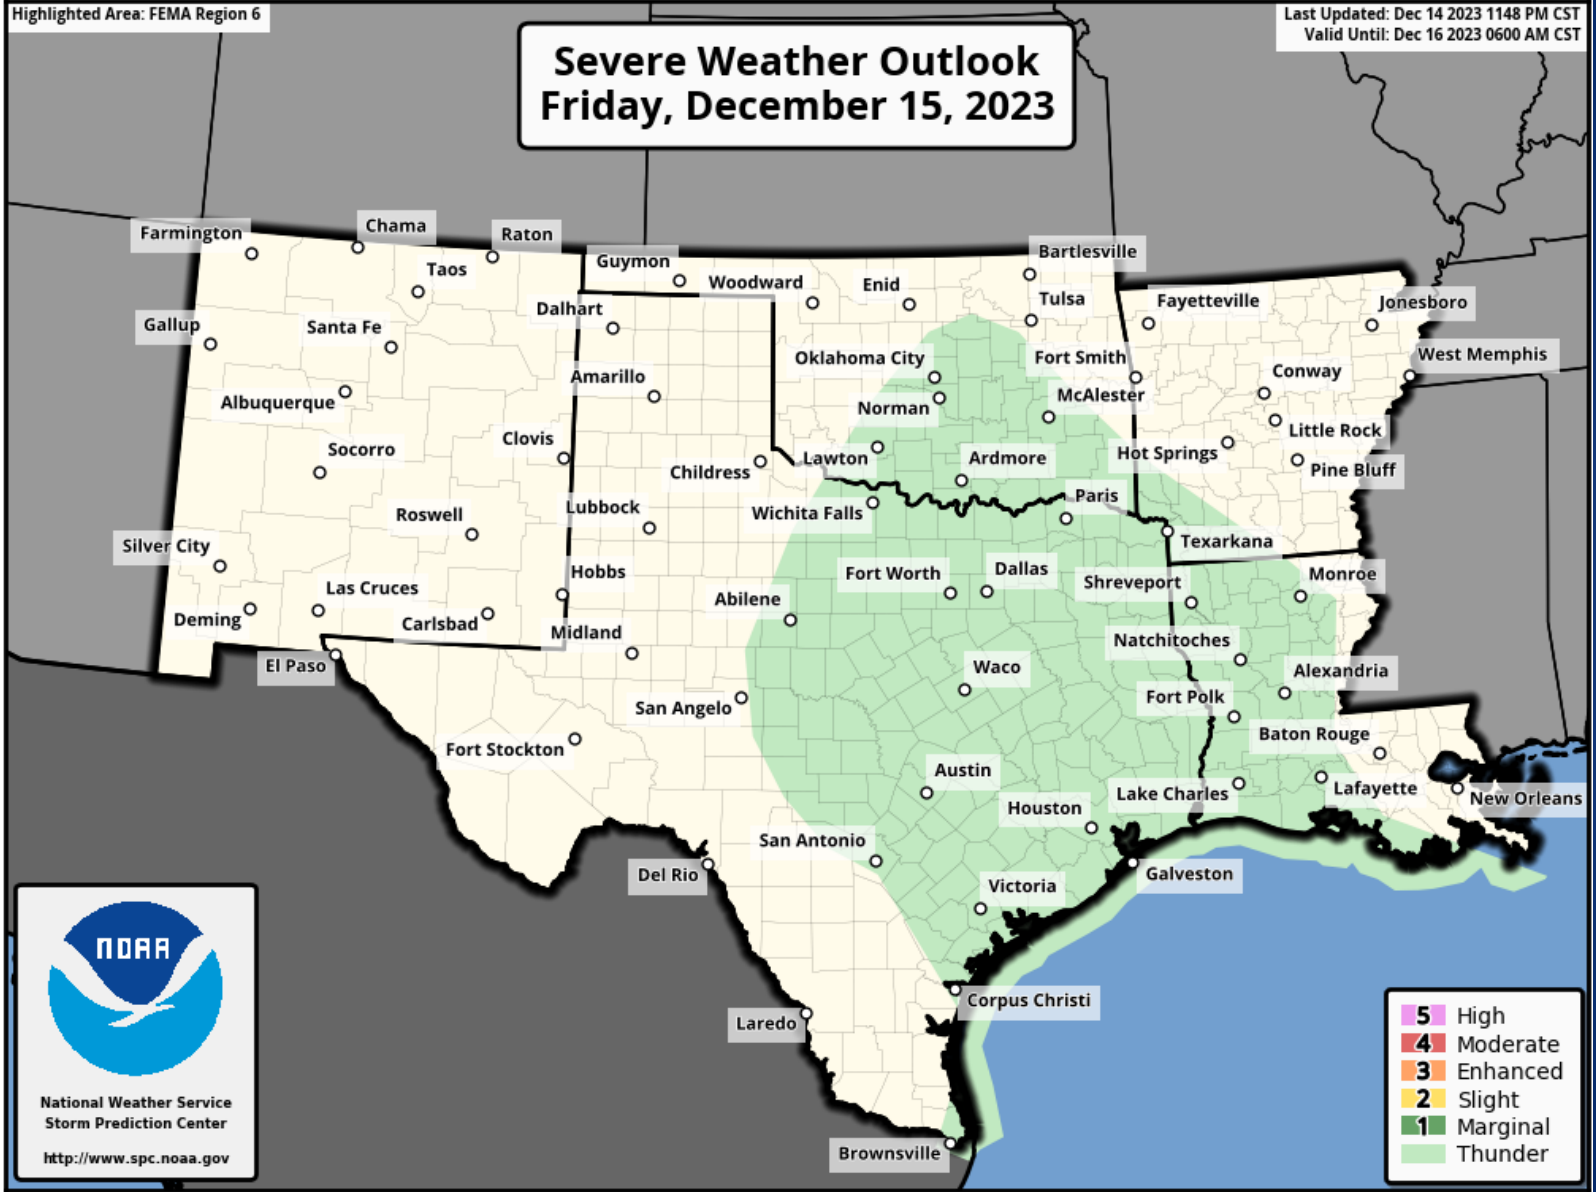 Highlighted Area: FEMA Region 6
Last Updated: Dec 14 2023 1148 PM CST
Valid Until: Dec 16 2023 0600 AM CST
Severe Weather Outlook
Friday, December 15, 2023
Farmington
Chama
Raton
Guymon
Bartlesville
Taos
Woodward
Enid
Tulsa
Fayetteville
Jonesboro
Gallup
Santa Fe
Dalhart
Oklahoma City
Fort Smith
West Memphis
Albuquerque
Amarillo
Norman
McAlester
Conway
Socorro
Clovis
Childress
Lawton
Ardmore
Hot Springs
Little Rock
Pine Bluff
Roswell
Lubbock
Wichita Falls
Paris
Texarkana
Silver City
Las Cruces
Hobbs
Abilene
Fort Worth
Dallas
Shreveport
Monroe
Deming
Carlsbad
Midland
Natchitoches
El Paso
San Angelo
Waco
Fort Polk
Alexandria
Fort Stockton
Austin
Baton Rouge
Houston
Lake Charles
Lafayette
New Orleans
San Antonio
Del Rio
Victoria
Galveston
Laredo
Corpus Christi
Brownsville
NOAA
National Weather Service
Storm Prediction Center
http://www.spc.noaa.gov
5 High
4 Moderate
3 Enhanced
2 Slight
1 Marginal
Thunder